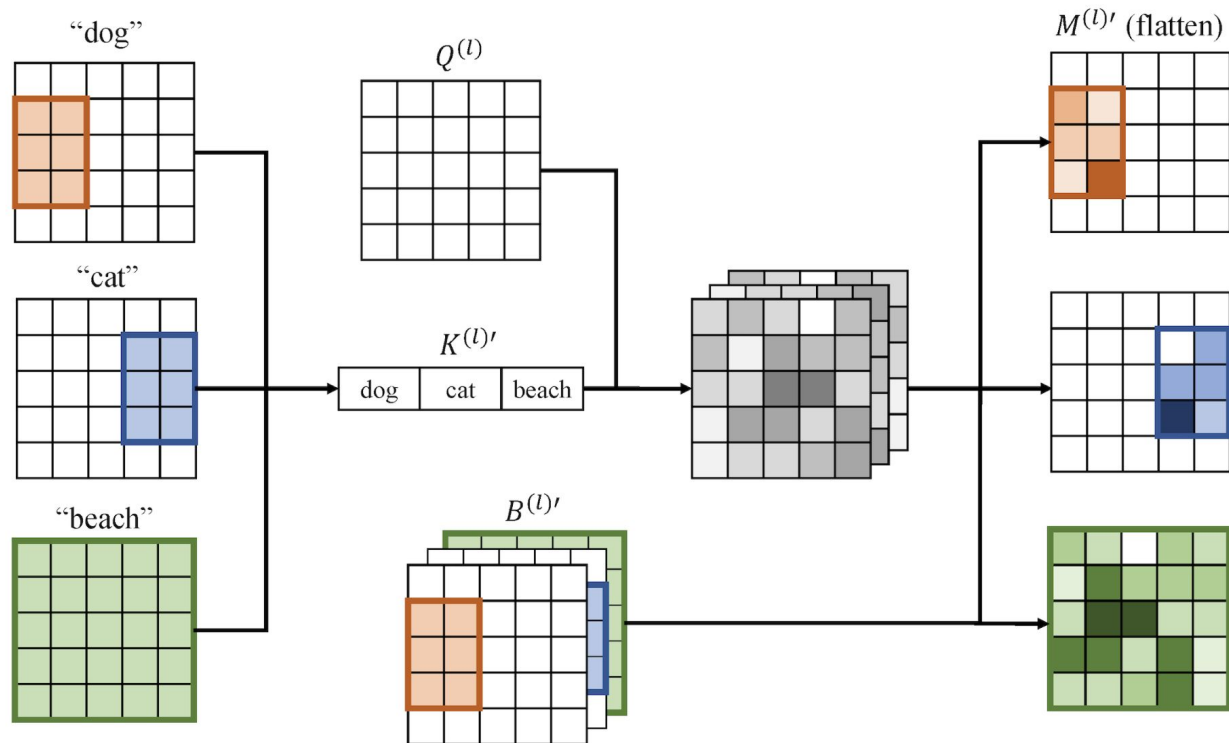 “dog”
Q^{(l)}
M^{(l)′} (flatten)
“cat”
K^{(l)′}
dog cat beach
“beach”
B^{(l)′}